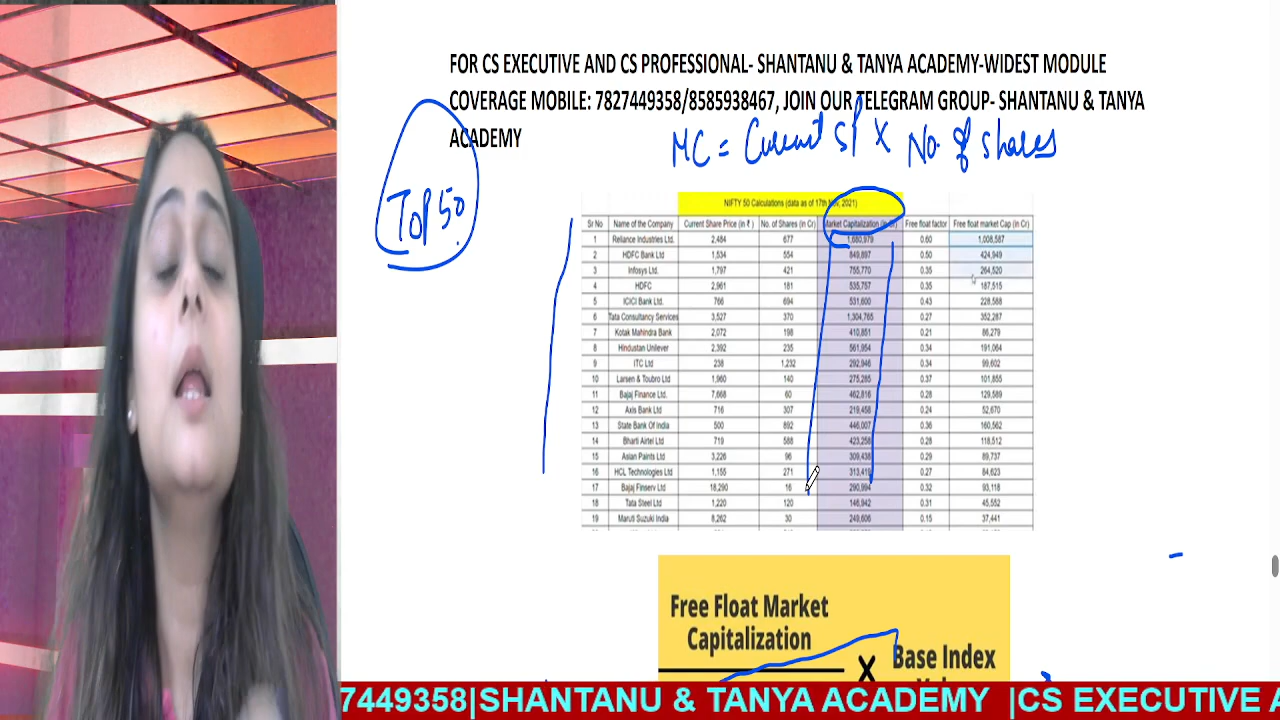 FOR CS EXECUTIVE AND CS PROFESSIONAL- SHANTANU & TANYA ACADEMY-WIDEST MODULE
COVERAGE MOBILE: 7827449358/8585938467, JOIN OUR TELEGRAM GROUP- SHANTANU & TANYA
ACADEMY
MC = Current SP X No. of shares
TOP 50
NIFTY 50 Calculations (data as of 17th Nov, 2021)
Sr No Name of the Company Current Share Price (in ₹ ) No. of Shares (in Cr) Market Capitalization (in Cr) Free float factor Free float market Cap (in Cr)
1 Reliance Industries Ltd. 2,484 677 1,680,979 0.60 1,008,587
2 HDFC Bank Ltd 1,534 554 849,897 0.50 424,949
3 Infosys Ltd. 1,797 421 755,770 0.35 264,520
4 HDFC 2,961 181 535,757 0.35 187,515
5 ICICI Bank Ltd. 766 694 531,600 0.43 228,588
6 Tata Consultancy Services 3,527 370 1,304,765 0.27 352,287
7 Kotak Mahindra Bank 2,072 198 410,851 0.21 86,279
8 Hindustan Unilever 2,392 235 561,954 0.34 191,064
9 ITC Ltd 238 1,232 292,946 0.34 99,602
10 Larsen & Toubro Ltd 1,960 140 275,285 0.37 101,855
11 Bajaj Finance Ltd. 7,668 60 462,816 0.28 129,589
12 Axis Bank Ltd 716 307 219,458 0.24 52,670
13 State Bank Of India 500 892 446,007 0.36 160,562
14 Bharti Airtel Ltd 719 588 423,258 0.28 118,512
15 Asian Paints Ltd 3,226 96 309,438 0.29 89,737
16 HCL Technologies Ltd 1,155 271 0.27 84,623
17 Bajaj Finserv Ltd 18,290 16 290,994 0.32 93,118
18 Tata Steel Ltd 1,220 120 146,942 0.31 45,552
19 Maruti Suzuki India 8,262 30 249,606 0.15 37,441
Free Float Market
Capitalization
X Base Index
7449358|SHANTANU & TANYA ACADEMY |CS EXECUTIVE A